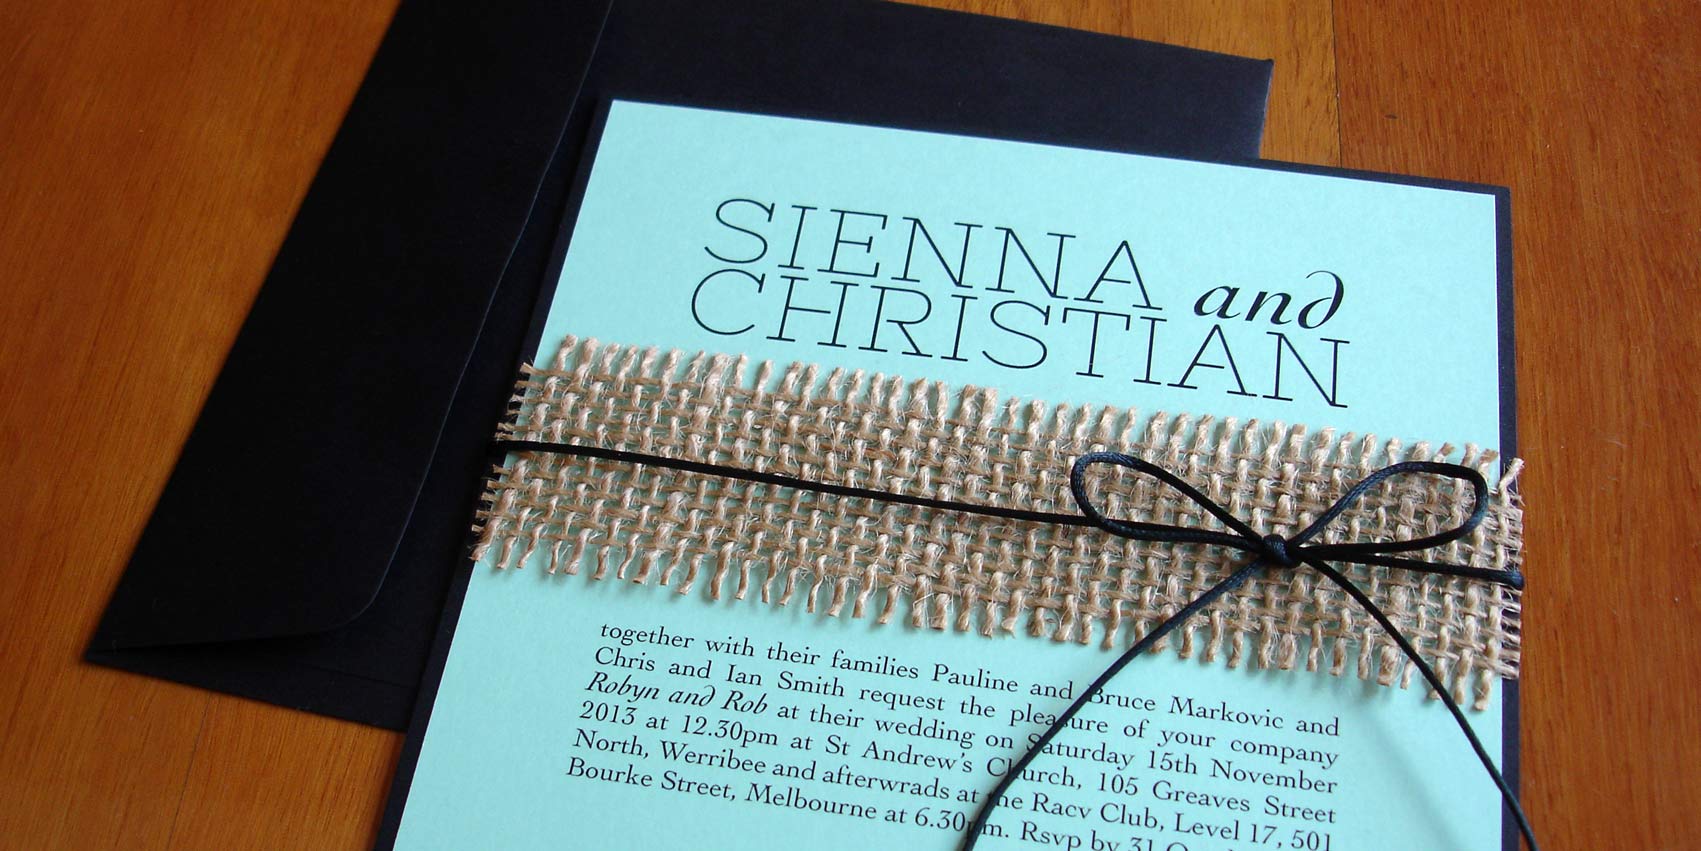 SIENNA and
CHRISTIAN
together with their families Pauline and Bruce Markovic and
Chris and Ian Smith request the pleasure of your company
Robyn and Rob at their wedding on Saturday 15th November
2013 at 12.30pm at St Andrew's Church, 105 Greaves Street
North, Werribee and afterwrads at the Racv Club, Level 17, 501
Bourke Street, Melbourne at 6.30pm. Rsvp by 31